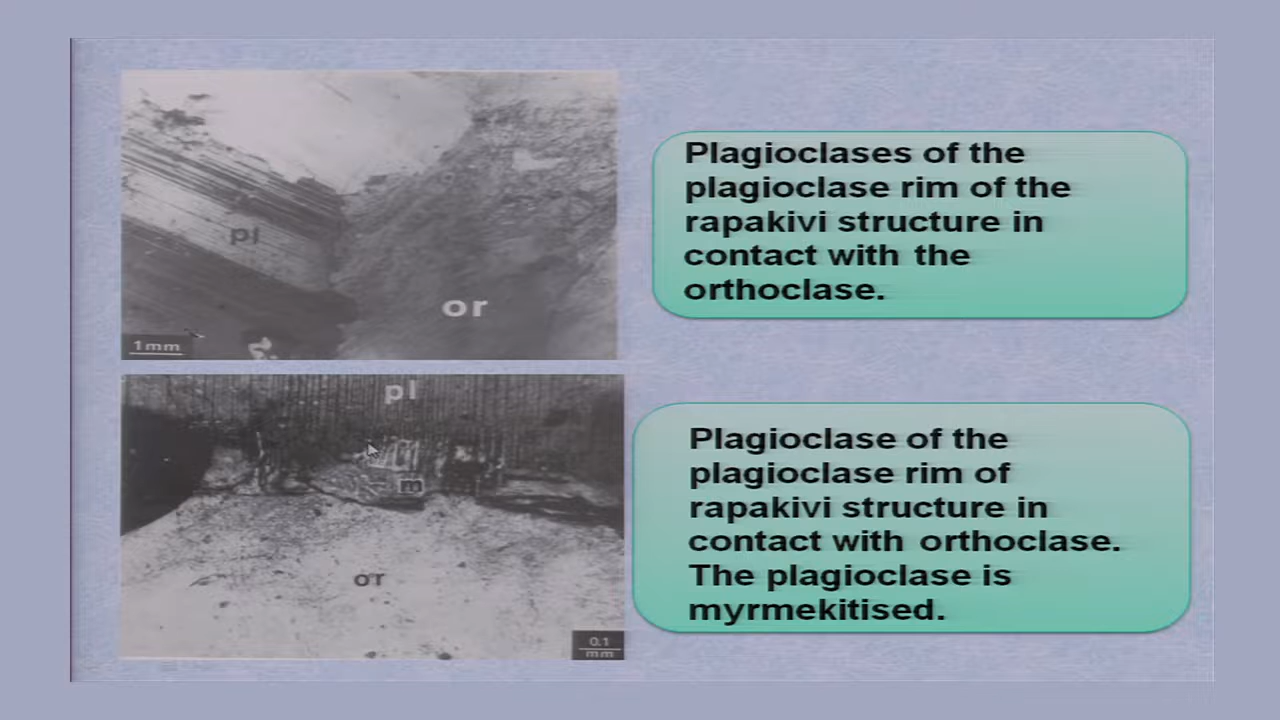 pl
or
1mm
Plagioclases of the
plagioclase rim of the
rapakivi structure in
contact with the
orthoclase.
pl
m
or
0.1
mm
Plagioclase of the
plagioclase rim of
rapakivi structure in
contact with orthoclase.
The plagioclase is
myrmekitised.